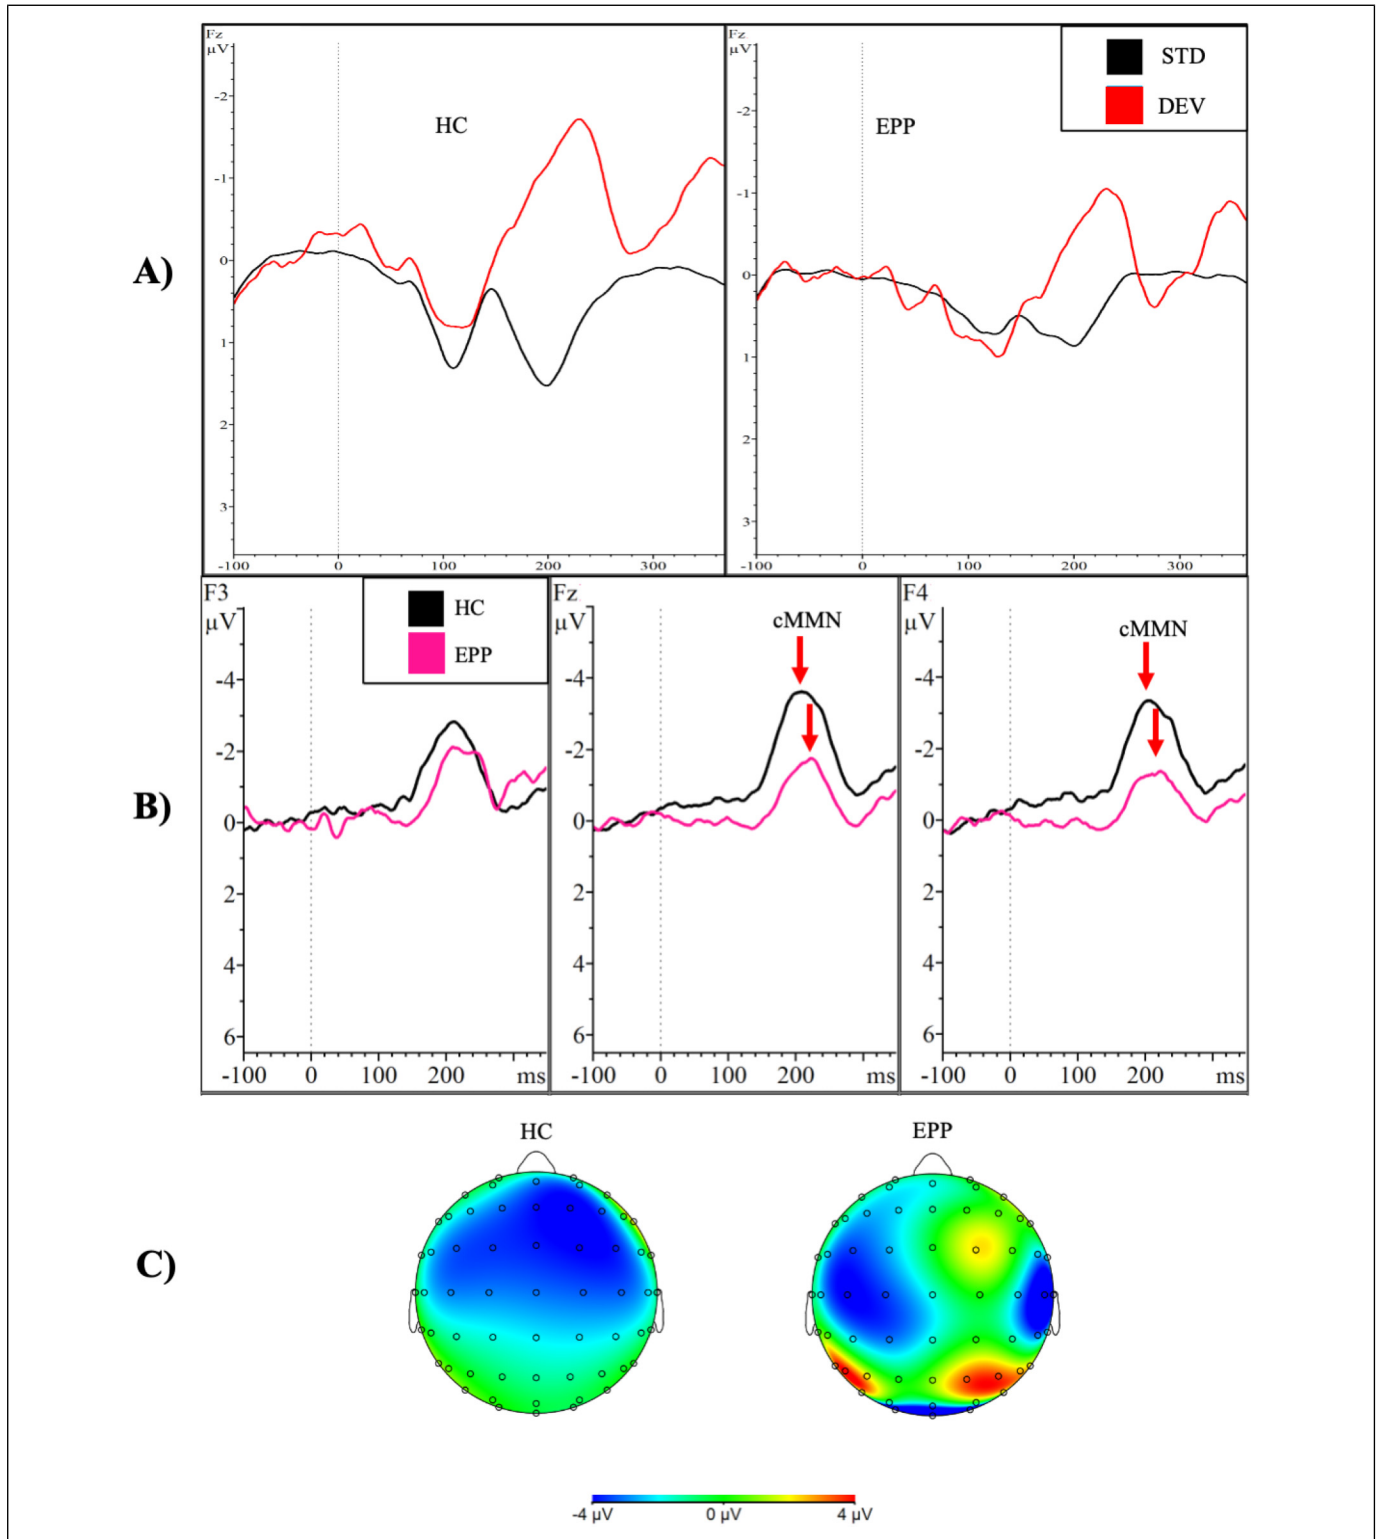 A)
Fz
μV
-2
-1
0
1
2
3
-100 0 100 200 300
HC
Fz
μV
-2
-1
0
1
2
3
-100 0 100 200 300
EPP
STD
DEV
B)
F3
μV
-4
-2
0
2
4
6
-100 0 100 200 ms
HC
EPP
Fz
μV
-4
-2
0
2
4
6
-100 0 100 200 ms
cMMN
F4
μV
-4
-2
0
2
4
6
-100 0 100 200 ms
cMMN
C)
HC
EPP
-4 μV 0 μV 4 μV